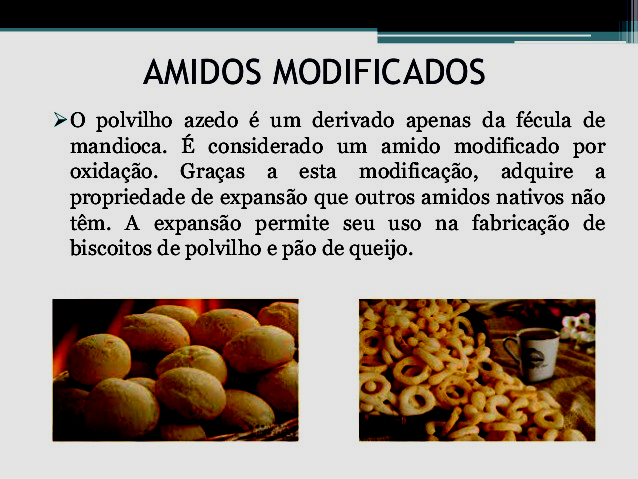 AMIDOS MODIFICADOS
➢O polvilho azedo é um derivado apenas da fécula de
mandioca. É considerado um amido modificado por
oxidação. Graças a esta modificação, adquire a
propriedade de expansão que outros amidos nativos não
têm. A expansão permite seu uso na fabricação de
biscoitos de polvilho e pão de queijo.